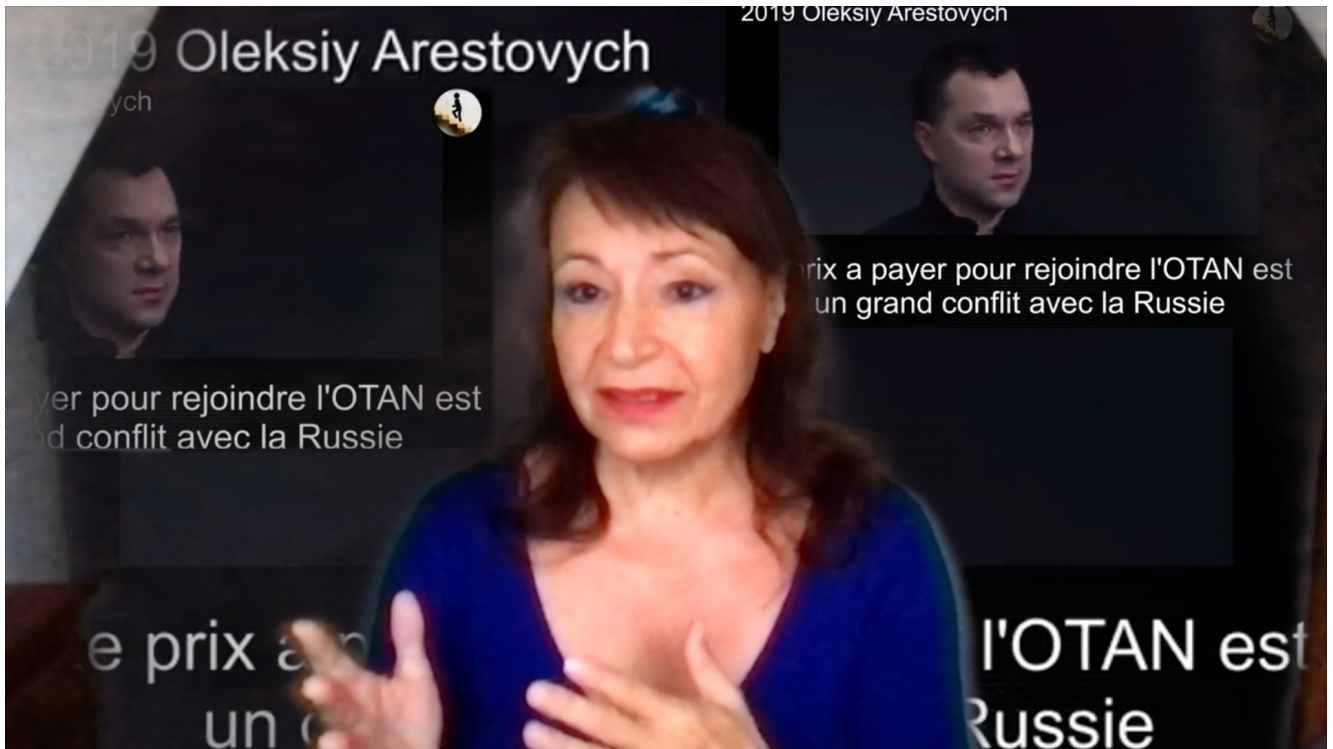 2019 Oleksiy Arestovych
ych
yer pour rejoindre l'OTAN est
nd conflit avec la Russie
2019 Oleksiy Arestovych
rix a payer pour rejoindre l'OTAN est
un grand conflit avec la Russie
e prix a p
l'OTAN est
un
Russie